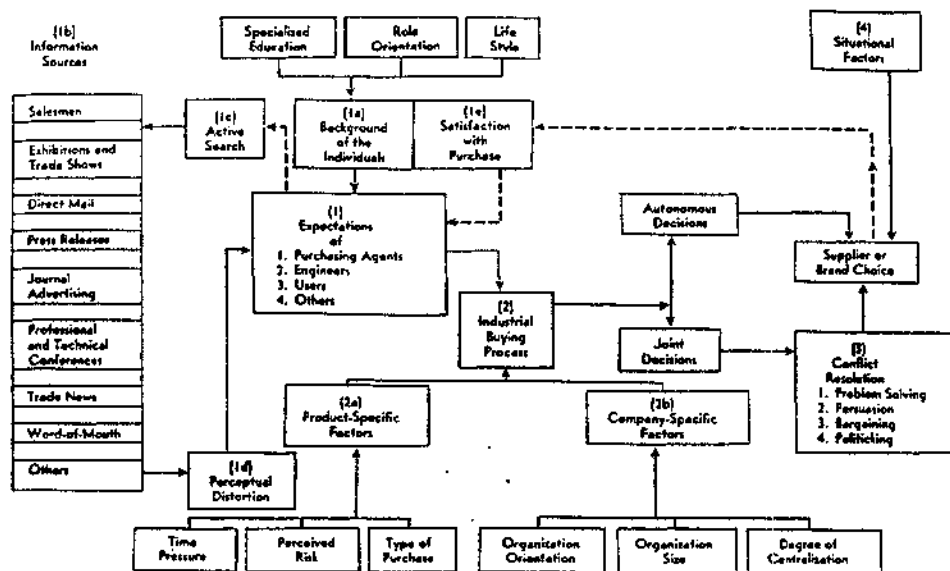 (1b)
Information
Sources
Salesmen
Exhibitions and
Trade Shows
Direct Mail
Press Releases
Journal
Advertising
Professional
and Technical
Conferences
Trade News
Word-of-Mouth
Others
Specialized
Education
Role
Orientation
Life
Style
(1c)
Active
Search
(1a)
Background
of the
Individuals
(1e)
Satisfaction
with
Purchase
(4)
Situational
Factors
(1)
Expectations
of
1. Purchasing Agents
2. Engineers
3. Users
4. Others
Autonomous
Decisions
Supplier or
Brand Choice
(2)
Industrial
Buying
Process
Joint
Decisions
(3)
Conflict
Resolution
1. Problem Solving
2. Persuasion
3. Bargaining
4. Politicking
(2a)
Product-Specific
Factors
(2b)
Company-Specific
Factors
(1d)
Perceptual
Distortion
Time
Pressure
Perceived
Risk
Type of
Purchase
Organization
Orientation
Organization
Size
Degree of
Centralization